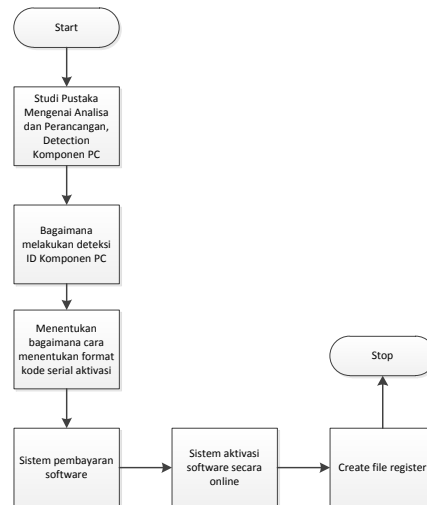 Start
Studi Pustaka
Mengenai Analisa
dan Perancangan,
Detection
Komponen PC
Bagaimana
melakukan deteksi
ID Komponen PC
Menentukan
bagaimana cara
menentukan format
kode serial aktivasi
Sistem pembayaran
software
Sistem aktivasi
software secara
online
Create file register
Stop